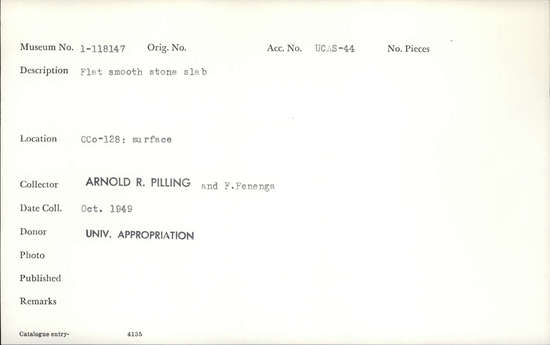 Museum No. 1-118147 Orig. No. Acc. No. UCAS-44 No. Pieces
Description Flat smooth stone slab
Location CCo-128; surface
Collector ARNOLD R. PILLING and F.Fenenga
Date Coll. Oct. 1949
Donor UNIV. APPROPRIATION
Photo
Published
Remarks
Catalogue entry- 4135